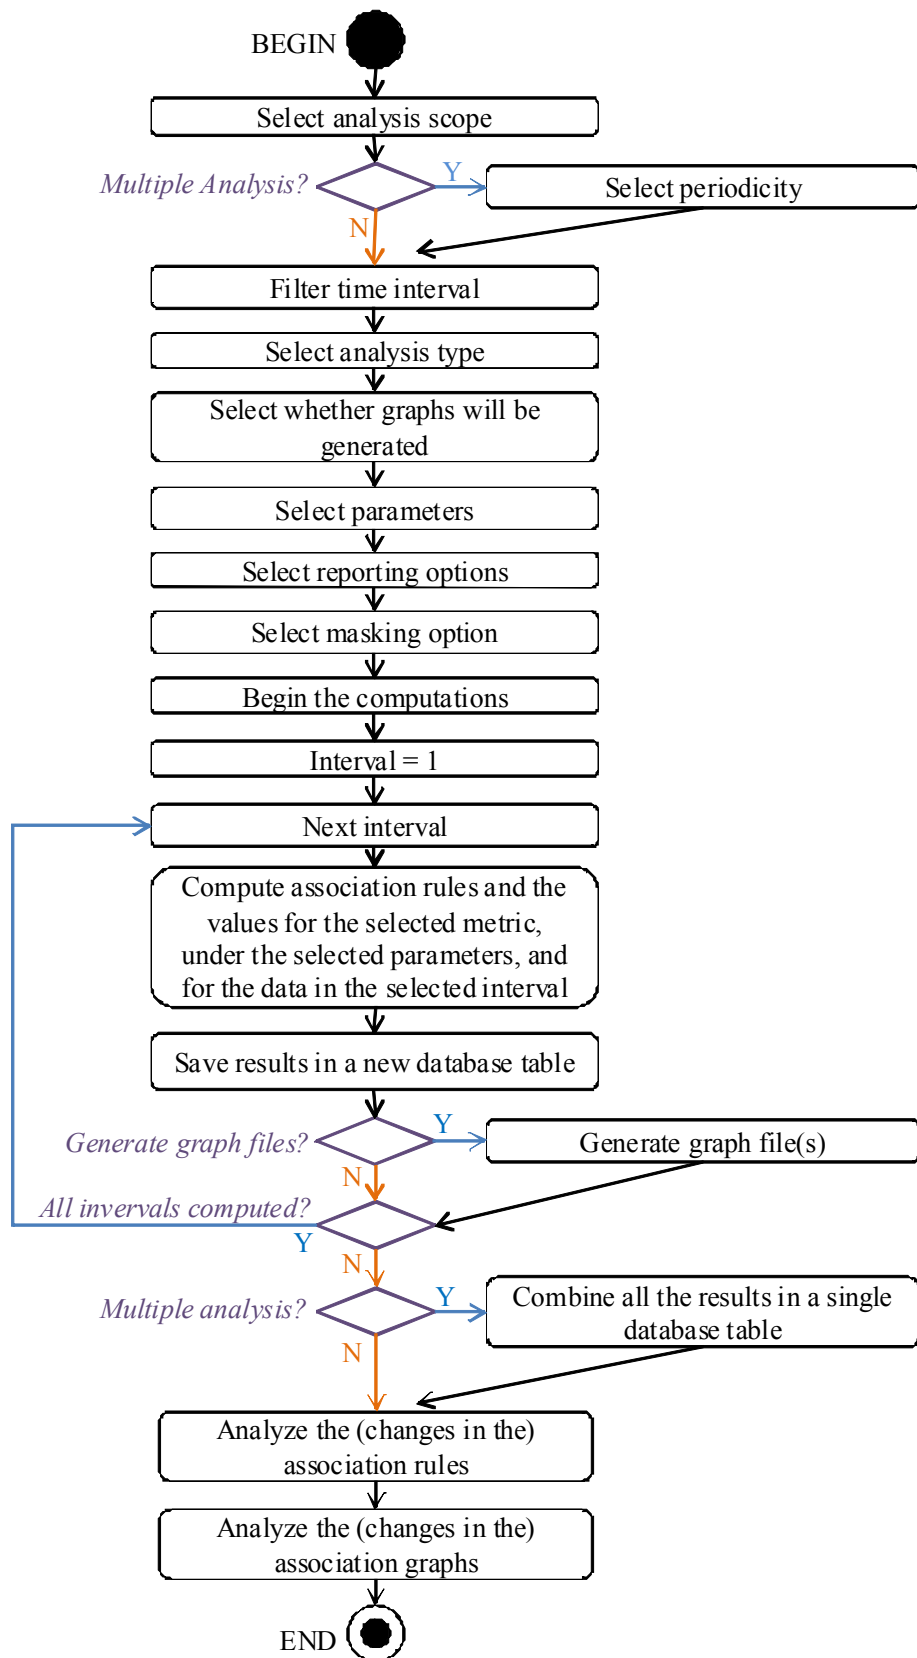 BEGIN
Select analysis scope
Multiple Analysis?
Y
Select periodicity
N
Filter time interval
Select analysis type
Select whether graphs will be
generated
Select parameters
Select reporting options
Select masking option
Begin the computations
Interval = 1
Next interval
Compute association rules and the
values for the selected metric,
under the selected parameters, and
for the data in the selected interval
Save results in a new database table
Generate graph files?
Y
Generate graph file(s)
N
All invervals computed?
Y
N
Multiple analysis?
Y
Combine all the results in a single
database table
N
Analyze the (changes in the)
association rules
Analyze the (changes in the)
association graphs
END